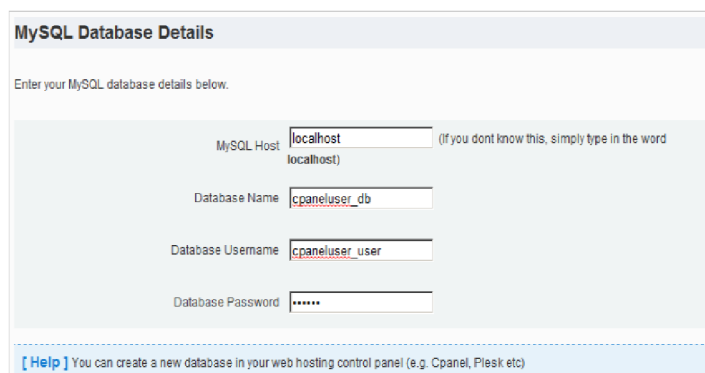 MySQL Database Details
Enter your MySQL database details below.
MySQL Host localhost (If you dont know this, simply type in the word
localhost)
Database Name cpaneluser_db
Database Username cpaneluser_user
Database Password ••••••
[ Help ] You can create a new database in your web hosting control panel (e.g. Cpanel, Plesk etc)